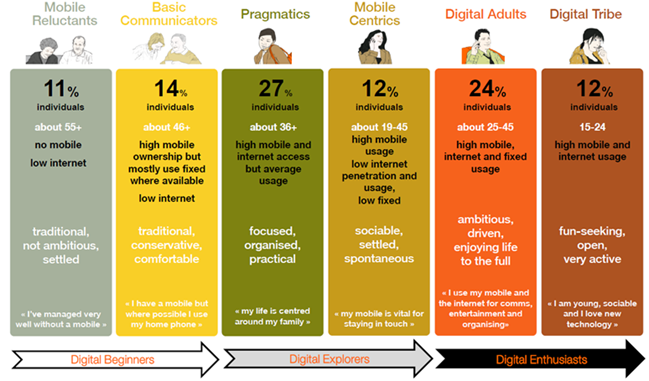 Mobile
Reluctants
Basic
Communicators
Pragmatics
Mobile
Centrics
Digital Adults
Digital Tribe
11%
individuals
about 55+
no mobile
low internet
traditional,
not ambitious,
settled
« I've managed very
well without a mobile »
14%
individuals
about 46+
high mobile
ownership but
mostly use fixed
where available
low internet
traditional,
conservative,
comfortable
« I have a mobile but
where possible I use
my home phone »
27%
individuals
about 36+
high mobile and
internet access
but average
usage
focused,
organised,
practical
« my life is centred
around my family »
12%
individuals
about 19-45
high mobile
usage
low internet
penetration and
usage,
low fixed
sociable,
settled,
spontaneous
« my mobile is vital for
staying in touch »
24%
individuals
about 25-45
high mobile,
internet and fixed
usage
ambitious,
driven,
enjoying life
to the full
« I use my mobile and
the internet for comms,
entertainment and
organising»
12%
individuals
15-24
high mobile and
internet usage
fun-seeking,
open,
very active
« I am young, sociable
and I love new
technology »
Digital Beginners
Digital Explorers
Digital Enthusiasts